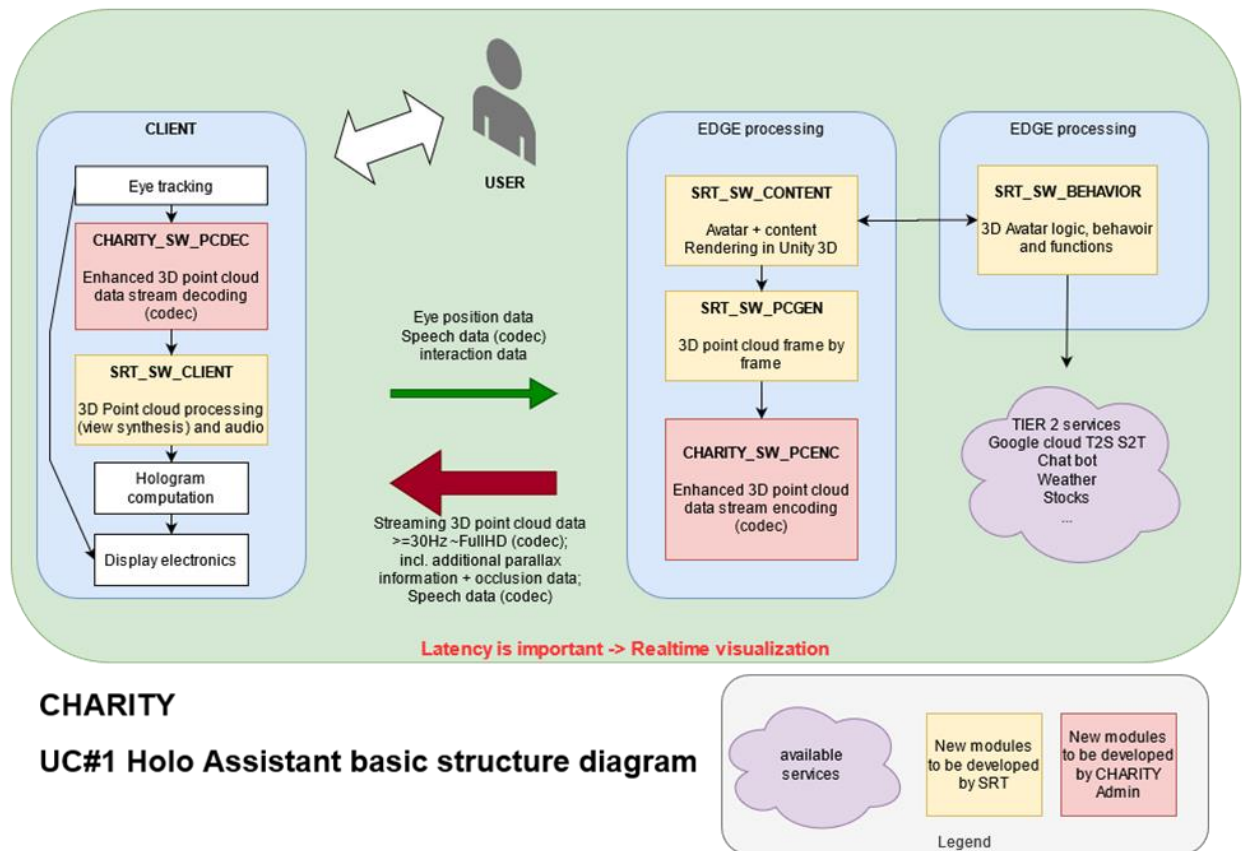 CLIENT
Eye tracking
CHARITY_SW_PCDEC
Enhanced 3D point cloud
data stream decoding
(codec)
SRT_SW_CLIENT
3D Point cloud processing
(view synthesis) and audio
Hologram
computation
Display electronics
USER
Eye position data
Speech data (codec)
interaction data
Streaming 3D point cloud data
>=30Hz ~FullHD (codec);
incl. additional parallax
information + occlusion data;
Speech data (codec)
EDGE processing
SRT_SW_CONTENT
Avatar + content
Rendering in Unity 3D
SRT_SW_PCGEN
3D point cloud frame by
frame
CHARITY_SW_PCENC
Enhanced 3D point cloud
data stream encoding
(codec)
EDGE processing
SRT_SW_BEHAVIOR
3D Avatar logic, behavoir
and functions
TIER 2 services
Google cloud T2S S2T
Chat bot
Weather
Stocks
...
Latency is important -> Realtime visualization
CHARITY
UC#1 Holo Assistant basic structure diagram
available
services
New modules
to be developed
by SRT
New modules
to be developed
by CHARITY
Admin
Legend